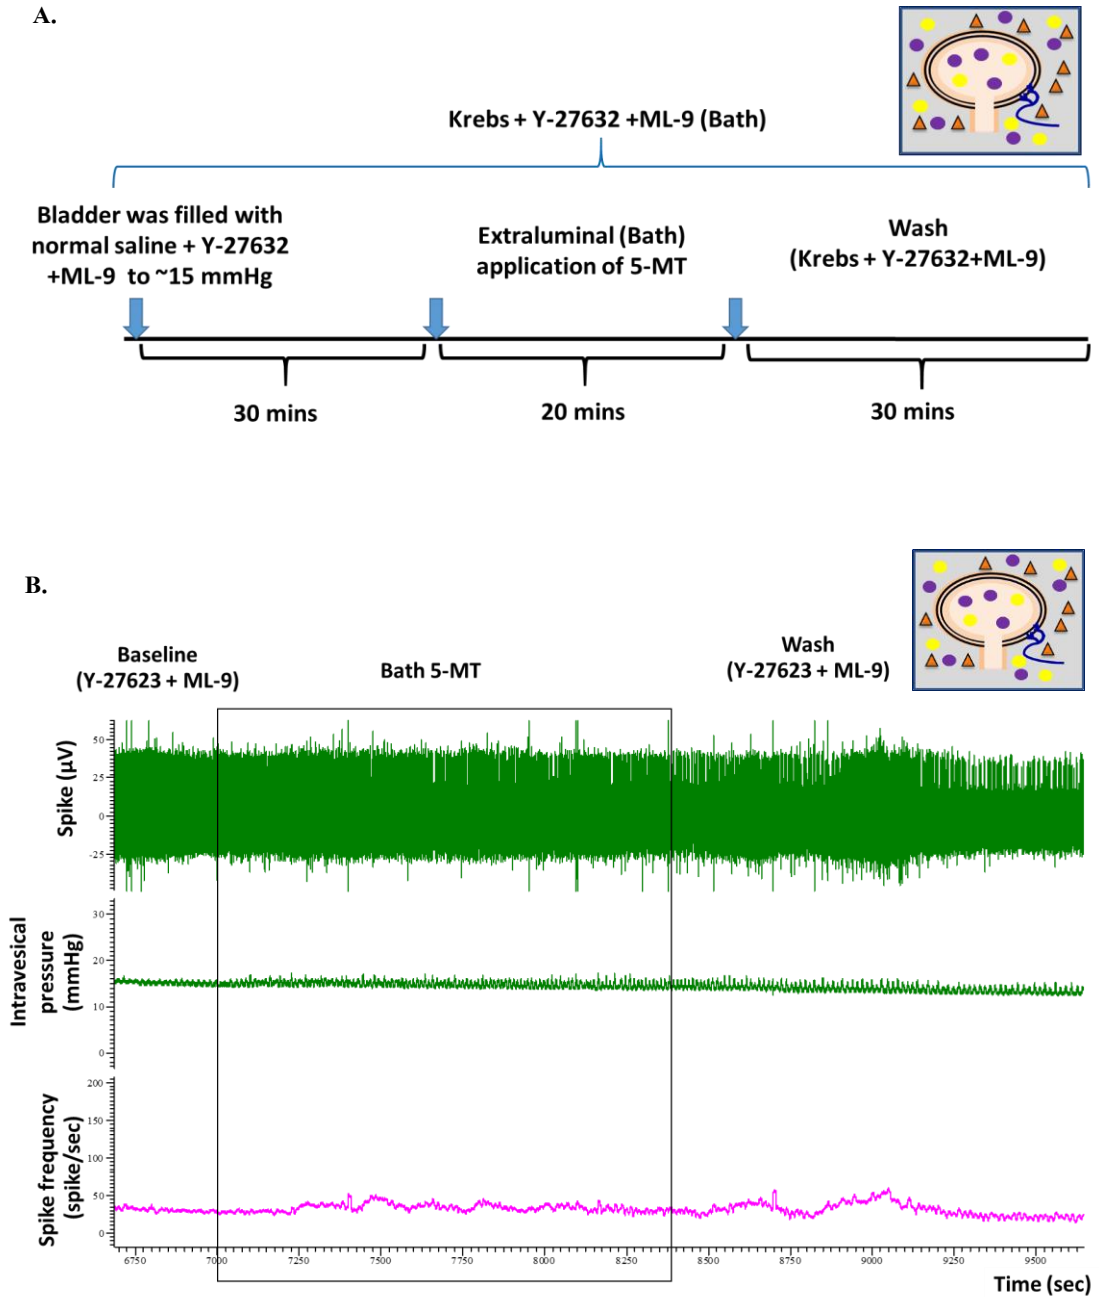 A.
Krebs + Y-27632 +ML-9 (Bath)
Bladder was filled with
normal saline + Y-27632
+ML-9 to ~15 mmHg
Extraluminal (Bath)
application of 5-MT
Wash
(Krebs + Y-27632+ML-9)
30 mins
20 mins
30 mins
B.
Baseline
(Y-27623 + ML-9)
Bath 5-MT
Wash
(Y-27623 + ML-9)
Spike (µV)
50
25
0
-25
Intravesical
pressure
(mmHg)
30
20
10
0
Spike frequency
(spike/sec)
200
150
100
50
0
6750 7000 7250 7500 7750 8000 8250 8500 8750 9000 9250 9500
Time (sec)